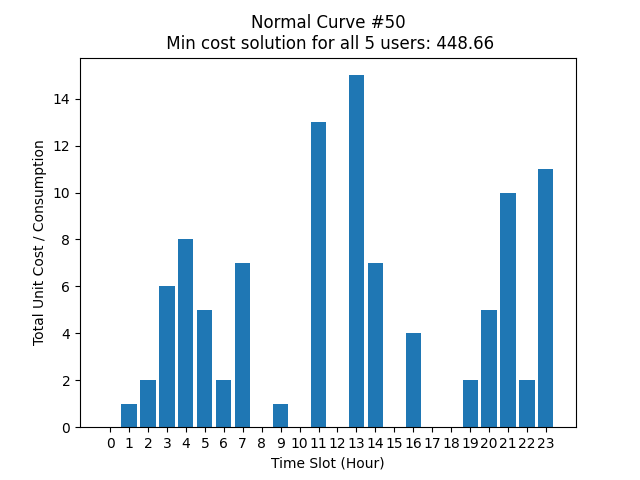 Normal Curve #50
Min cost solution for all 5 users: 448.66
Total Unit Cost / Consumption
14
12
10
8
6
4
2
0
0 1 2 3 4 5 6 7 8 9 10 11 12 13 14 15 16 17 18 19 20 21 22 23
Time Slot (Hour)